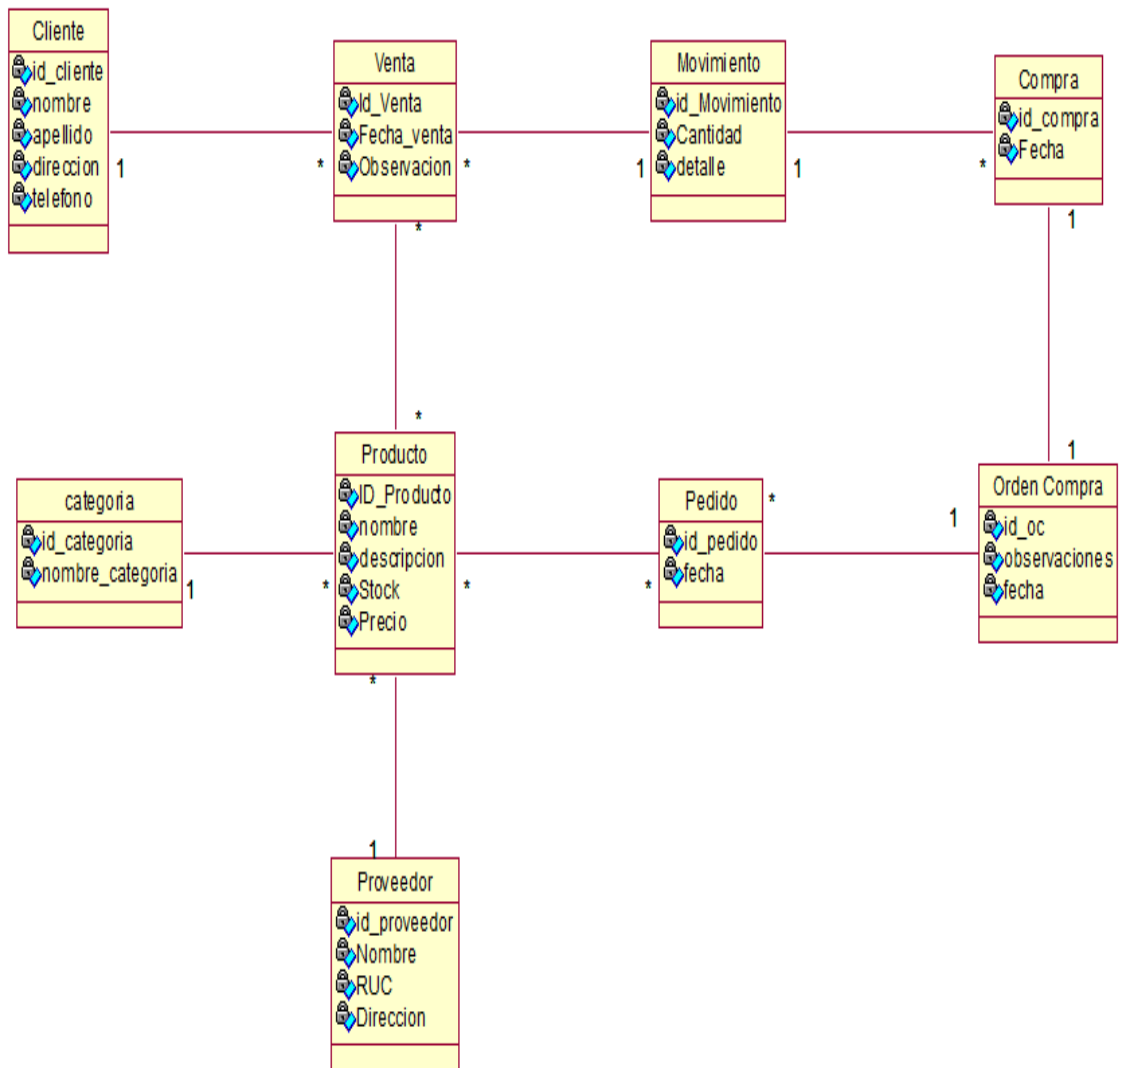 Cliente
id_cliente
nombre
apellido
direccion
telefono
1
*
Venta
Id_Venta
Fecha_venta
Observacion
*
*
1
Movimiento
id_Movimiento
Cantidad
detalle
1
*
Compra
id_compra
Fecha
1
*
Producto
ID_Producto
nombre
descripcion
Stock
Precio
categoria
id_categoria
nombre_categoria
1
*
*
*
Pedido
id_pedido
fecha
*
1
1
Orden Compra
id_oc
observaciones
fecha
*
1
Proveedor
id_proveedor
Nombre
RUC
Direccion